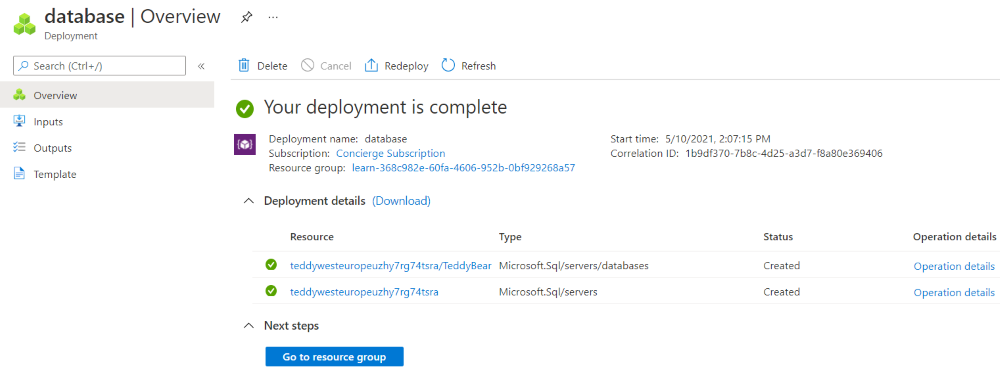 database | Overview ...
Deployment
Search (Ctrl+/) «
Delete Cancel Redeploy Refresh
Overview
Inputs
Outputs
Template
Your deployment is complete
Deployment name: database Start time: 5/10/2021, 2:07:15 PM
Subscription: Concierge Subscription Correlation ID: 1b9df370-7b8c-4d25-a3d7-f8a80e369406
Resource group: learn-368c982e-60fa-4606-952b-0bf929268a57
Deployment details (Download)
Resource Type Status Operation details
teddywesteuropeuzhy7rg74tsra/TeddyBear Microsoft.Sql/servers/databases Created Operation details
teddywesteuropeuzhy7rg74tsra Microsoft.Sql/servers Created Operation details
Next steps
Go to resource group